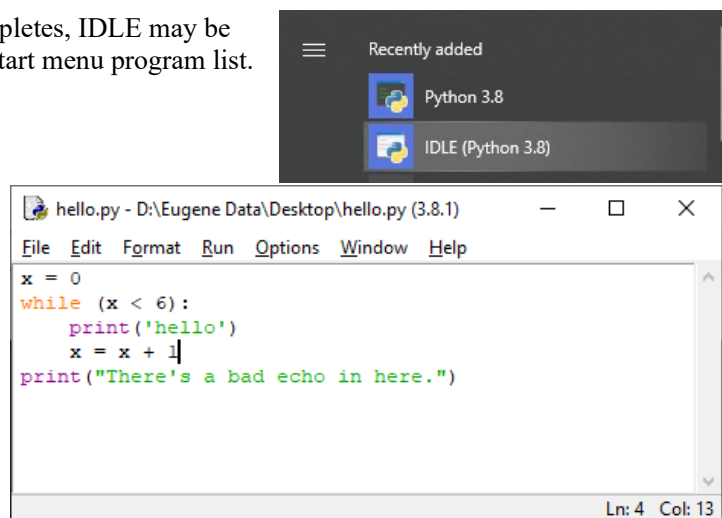 pletes, IDLE may be
tart menu program list.
Recently added
Python 3.8
IDLE (Python 3.8)
hello.py - D:\Eugene Data\Desktop\hello.py (3.8.1)
File Edit Format Run Options Window Help
x = 0
while (x < 6):
    print('hello')
    x = x + 1
print("There's a bad echo in here.")
Ln: 4 Col: 13